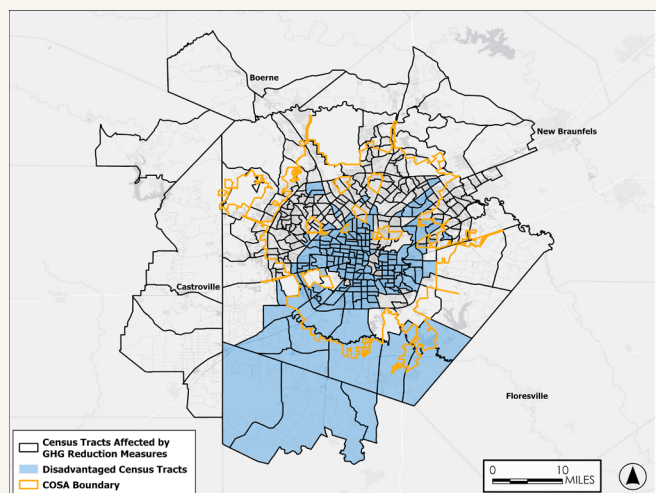 Boerne
New Braunfels
Castroville
Floresville
Census Tracts Affected by
GHG Reduction Measures
Disadvantaged Census Tracts
COSA Boundary
0 10
MILES